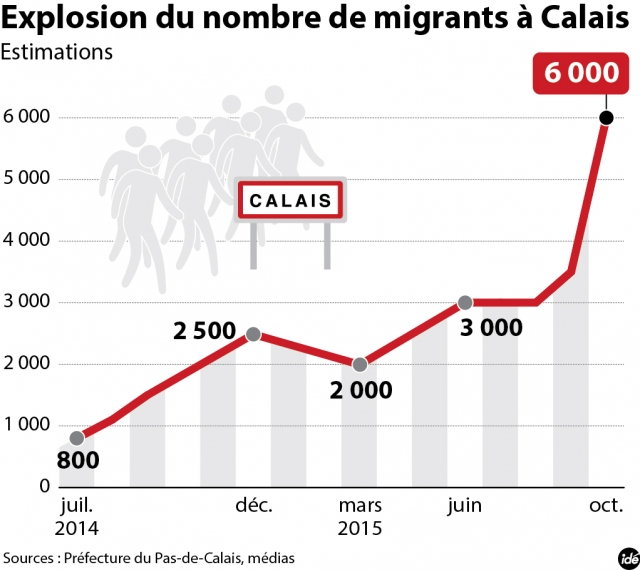 Explosion du nombre de migrants à Calais
Estimations
6 000
6 000
5 000
CALAIS
4 000
3 000
3 000
2 500
2 000
2 000
1 000
800
0
juil. déc. mars juin oct.
2014 2015
Sources : Préfecture du Pas-de-Calais, médias
idé